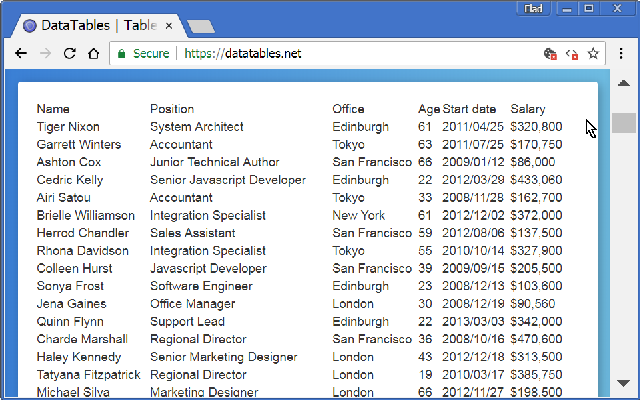 Elad
DataTables | Table
Secure https://datatables.net
Name Position Office Age Start date Salary
Tiger Nixon System Architect Edinburgh 61 2011/04/25 $320,800
Garrett Winters Accountant Tokyo 63 2011/07/25 $170,750
Ashton Cox Junior Technical Author San Francisco 66 2009/01/12 $86,000
Cedric Kelly Senior Javascript Developer Edinburgh 22 2012/03/29 $433,060
Airi Satou Accountant Tokyo 33 2008/11/28 $162,700
Brielle Williamson Integration Specialist New York 61 2012/12/02 $372,000
Herrod Chandler Sales Assistant San Francisco 59 2012/08/06 $137,500
Rhona Davidson Integration Specialist Tokyo 55 2010/10/14 $327,900
Colleen Hurst Javascript Developer San Francisco 39 2009/09/15 $205,500
Sonya Frost Software Engineer Edinburgh 23 2008/12/13 $103,600
Jena Gaines Office Manager London 30 2008/12/19 $90,560
Quinn Flynn Support Lead Edinburgh 22 2013/03/03 $342,000
Charde Marshall Regional Director San Francisco 36 2008/10/16 $470,600
Haley Kennedy Senior Marketing Designer London 43 2012/12/18 $313,500
Tatyana Fitzpatrick Regional Director London 19 2010/03/17 $385,750
Michael Silva Marketing Designer London 66 2012/11/27 $198,500